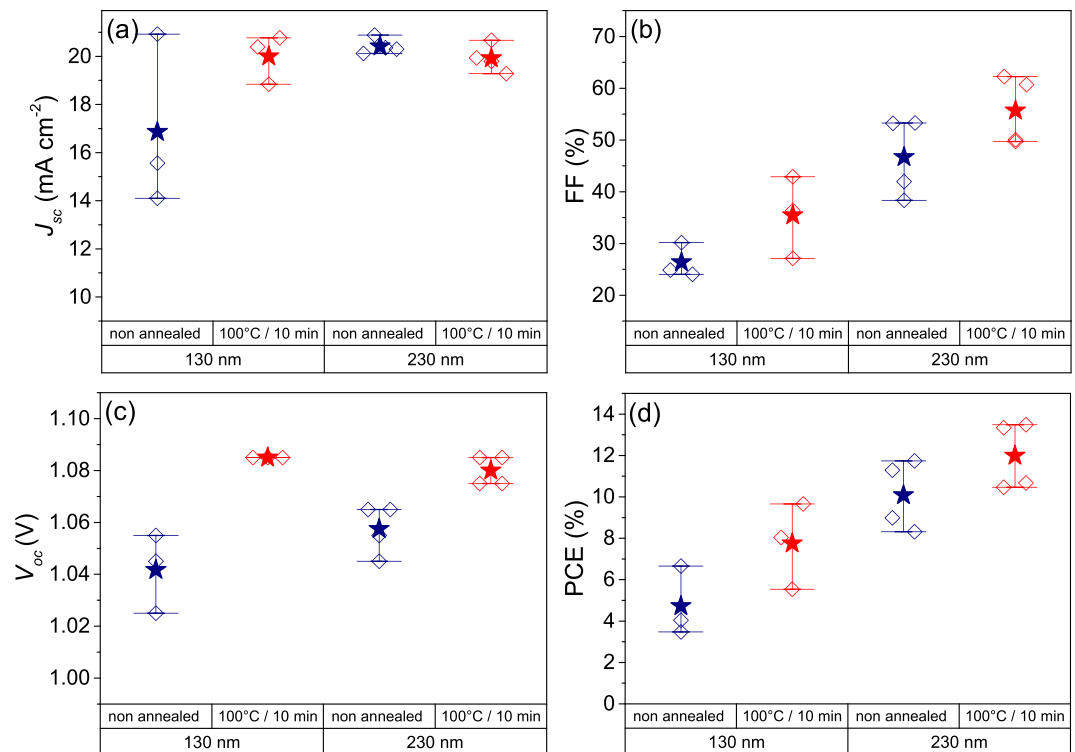 (a)
20
18
16
14
12
10
Jsc (mA cm-2)
non annealed 100°C / 10 min non annealed 100°C / 10 min
130 nm 230 nm
(b)
70
60
50
40
30
20
FF (%)
non annealed 100°C / 10 min non annealed 100°C / 10 min
130 nm 230 nm
(c)
1.10
1.08
1.06
1.04
1.02
1.00
Voc (V)
non annealed 100°C / 10 min non annealed 100°C / 10 min
130 nm 230 nm
(d)
14
12
10
8
6
4
2
0
PCE (%)
non annealed 100°C / 10 min non annealed 100°C / 10 min
130 nm 230 nm